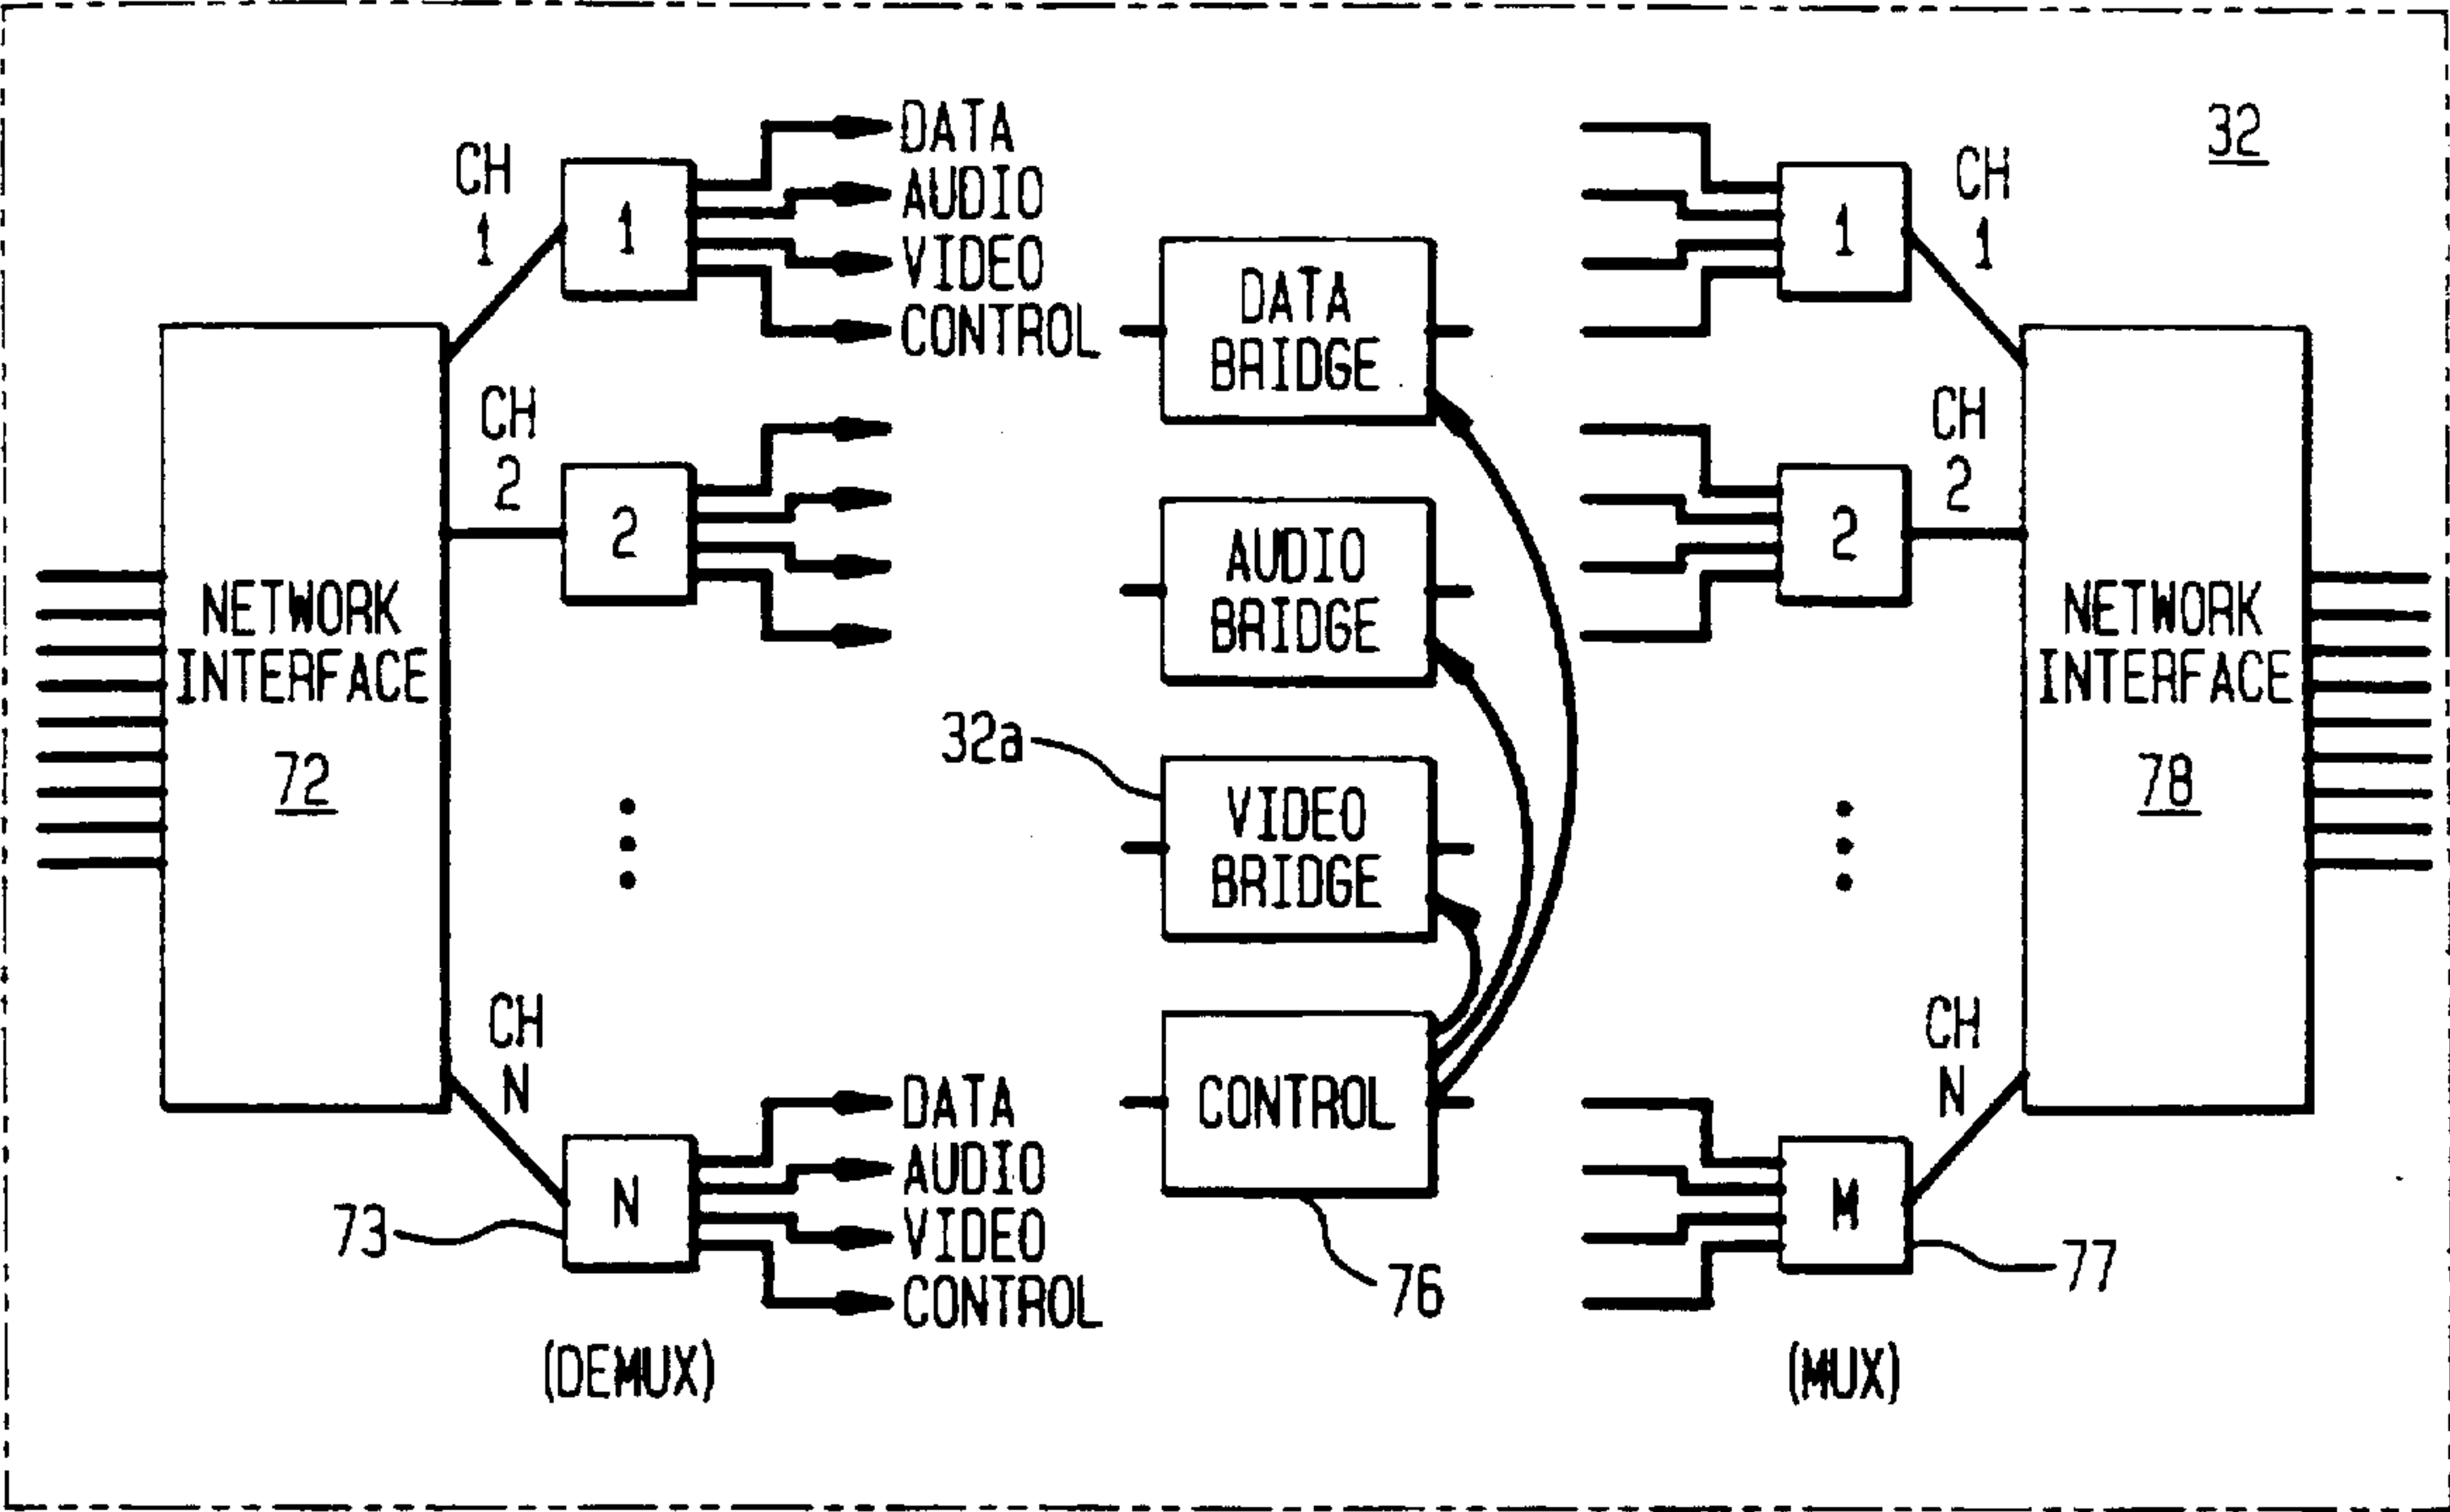 32
CH
1
1
DATA
AUDIO
VIDEO
CONTROL
CH
2
2
NETWORK
INTERFACE
72
CH
N
N
73
DATA
AUDIO
VIDEO
CONTROL
(DEMUX)
DATA
BRIDGE
AUDIO
BRIDGE
32a
VIDEO
BRIDGE
CONTROL
76
1
CH
1
2
CH
2
NETWORK
INTERFACE
78
CH
N
M
77
(MUX)